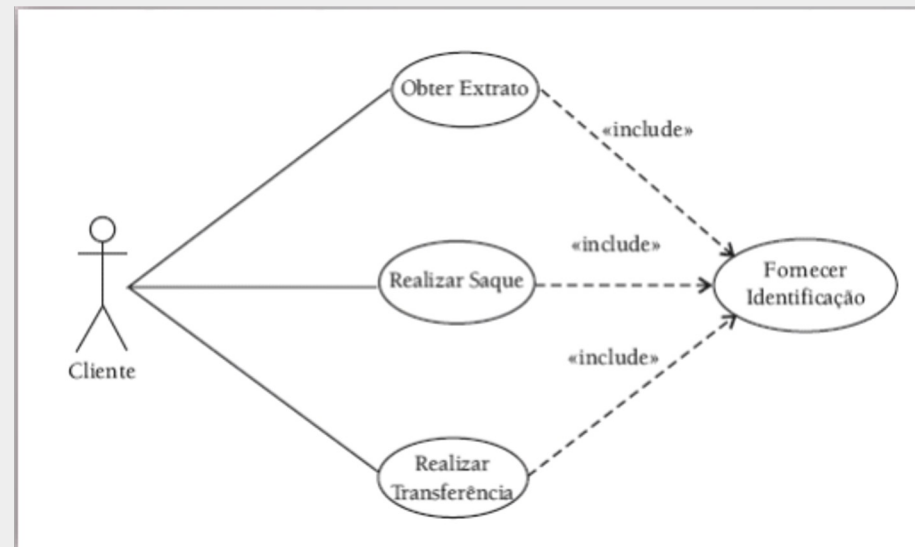 Obter Extrato
«include»
«include»
Realizar Saque
Fornecer
Identificação
«include»
Cliente
Realizar
Transferência